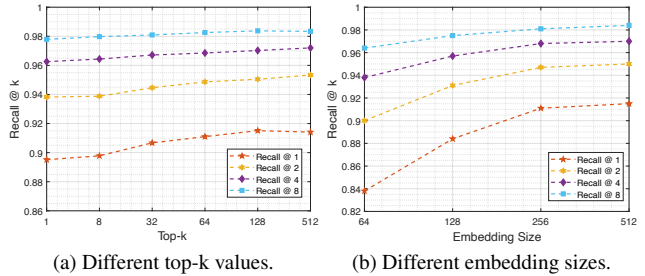 1
0.98
0.96
0.94
0.92
0.9
0.88
0.86
Recall @ k
1 8 32 64 128 512
Top-k
Recall @ 1
Recall @ 2
Recall @ 4
Recall @ 8
(a) Different top-k values.
1
0.98
0.96
0.94
0.92
0.9
0.88
0.86
0.84
0.82
Recall @ k
64 128 256 512
Embedding Size
Recall @ 1
Recall @ 2
Recall @ 4
Recall @ 8
(b) Different embedding sizes.